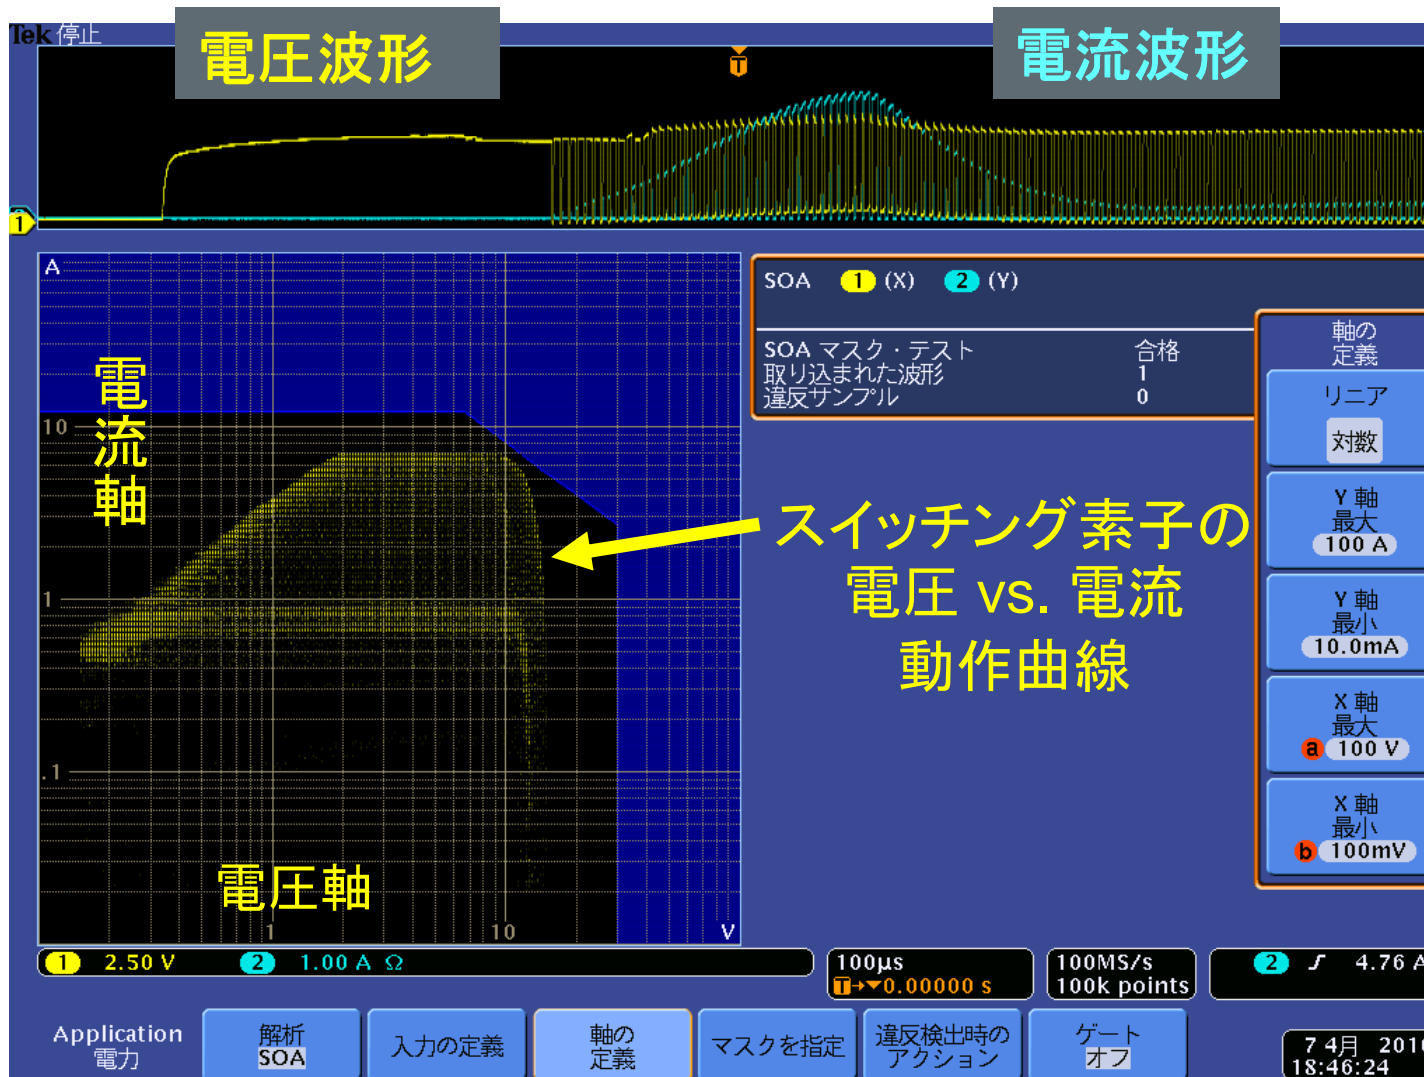 Tek 停止
電圧波形
電流波形
T
1
A
電流軸
10
1
.1
電圧軸
1
10
V
SOA 1 (X) 2 (Y)
SOA マスク・テスト 合格
取り込まれた波形 1
違反サンプル 0
スイッチング素子の
電圧 vs. 電流
動作曲線
軸の
定義
リニア
対数
Y 軸
最大
100 A
Y 軸
最小
10.0mA
X 軸
最大
a 100 V
X 軸
最小
b 100mV
1 2.50 V 2 1.00 A Ω
100µs
T→▼0.00000 s
100MS/s
100k points
2 4.76 A
Application
電力
解析
SOA
入力の定義
軸の
定義
マスクを指定
違反検出時の
アクション
ゲート
オフ
7 4月 2010
18:46:24